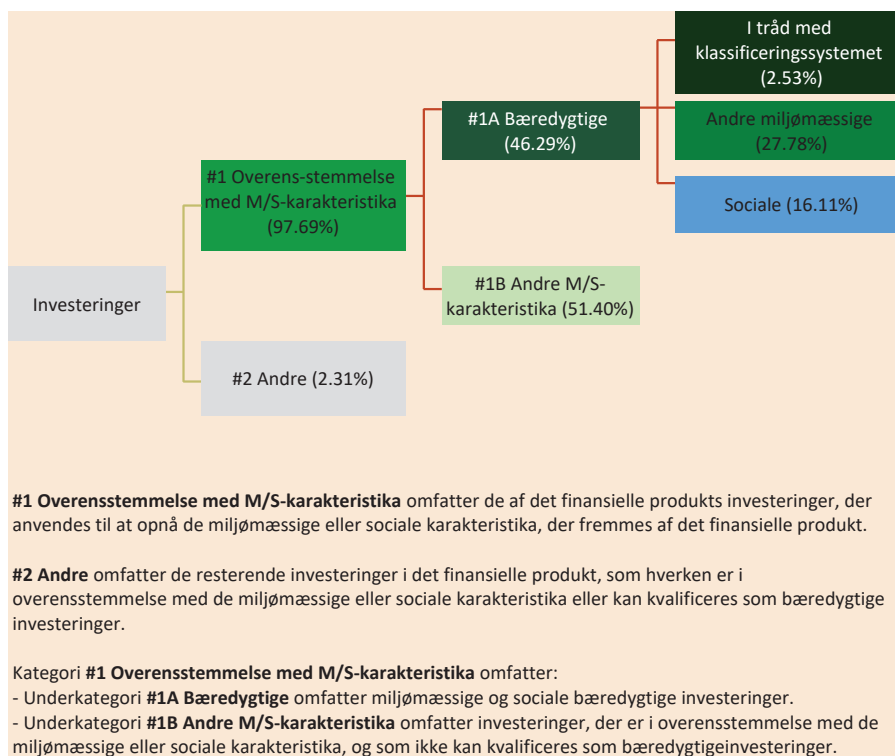 I tråd med
klassificeringssystemet
(2.53%)
#1A Bæredygtige
(46.29%)
Andre miljømæssige
(27.78%)
#1 Overens-stemmelse
med M/S-karakteristika
(97.69%)
Sociale (16.11%)
Investeringer
#1B Andre M/S-
karakteristika (51.40%)
#2 Andre (2.31%)
#1 Overensstemmelse med M/S-karakteristika omfatter de af det finansielle produkts investeringer, der
anvendes til at opnå de miljømæssige eller sociale karakteristika, der fremmes af det finansielle produkt.
#2 Andre omfatter de resterende investeringer i det finansielle produkt, som hverken er i
overensstemmelse med de miljømæssige eller sociale karakteristika eller kan kvalificeres som bæredygtige
investeringer.
Kategori #1 Overensstemmelse med M/S-karakteristika omfatter:
- Underkategori #1A Bæredygtige omfatter miljømæssige og sociale bæredygtige investeringer.
- Underkategori #1B Andre M/S-karakteristika omfatter investeringer, der er i overensstemmelse med de
miljømæssige eller sociale karakteristika, og som ikke kan kvalificeres som bæredygtigeinvesteringer.